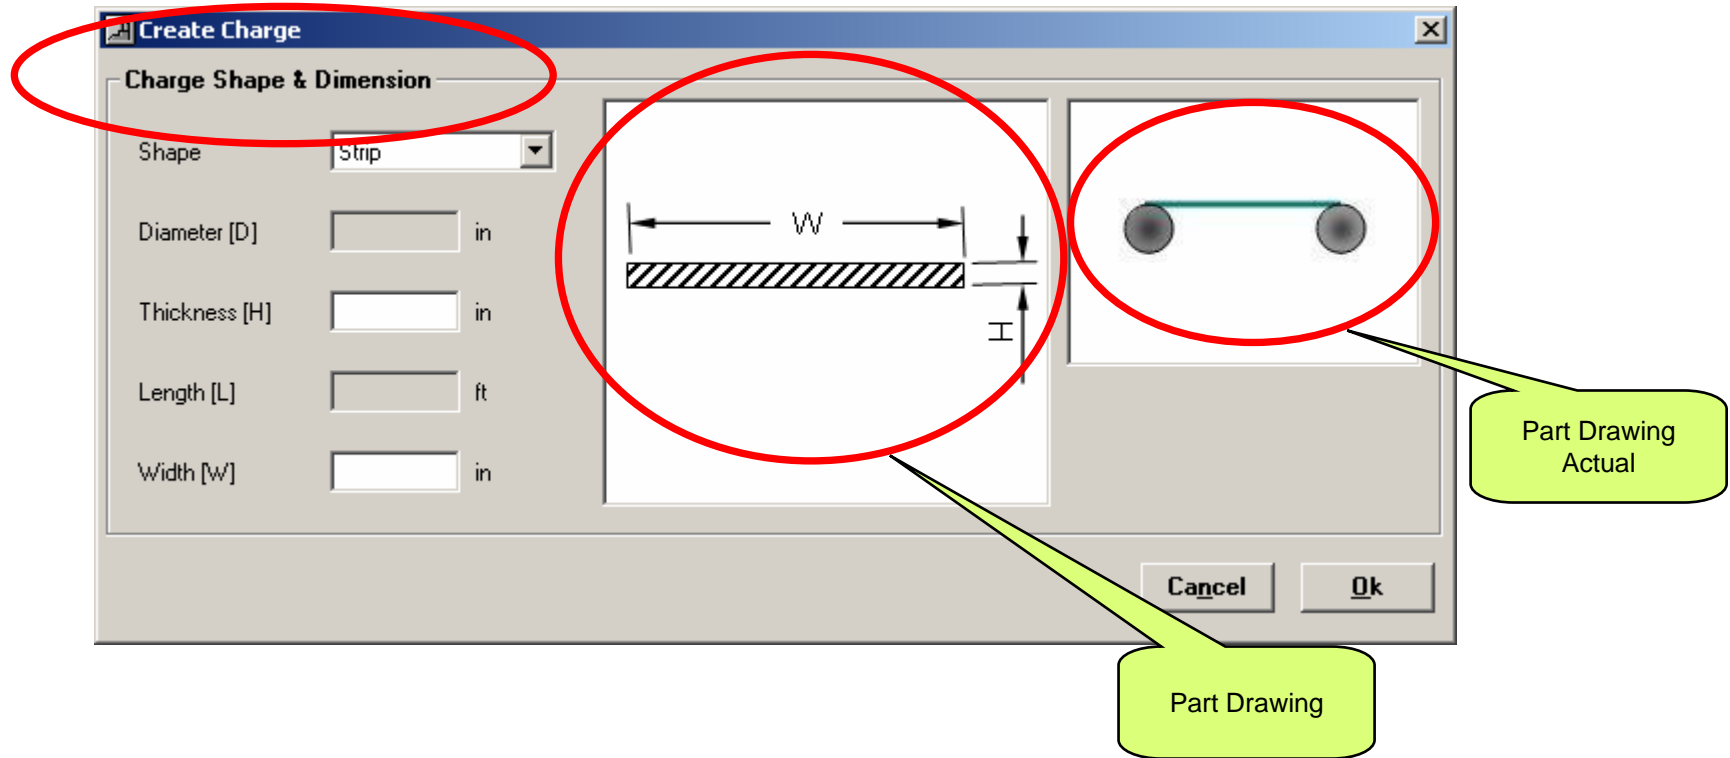 Create Charge
Charge Shape & Dimension
Shape
Strip
Diameter [D]
in
Thickness [H]
in
Length [L]
ft
Width [W]
in
W
H
Part Drawing
Actual
Cancel
Ok
Part Drawing